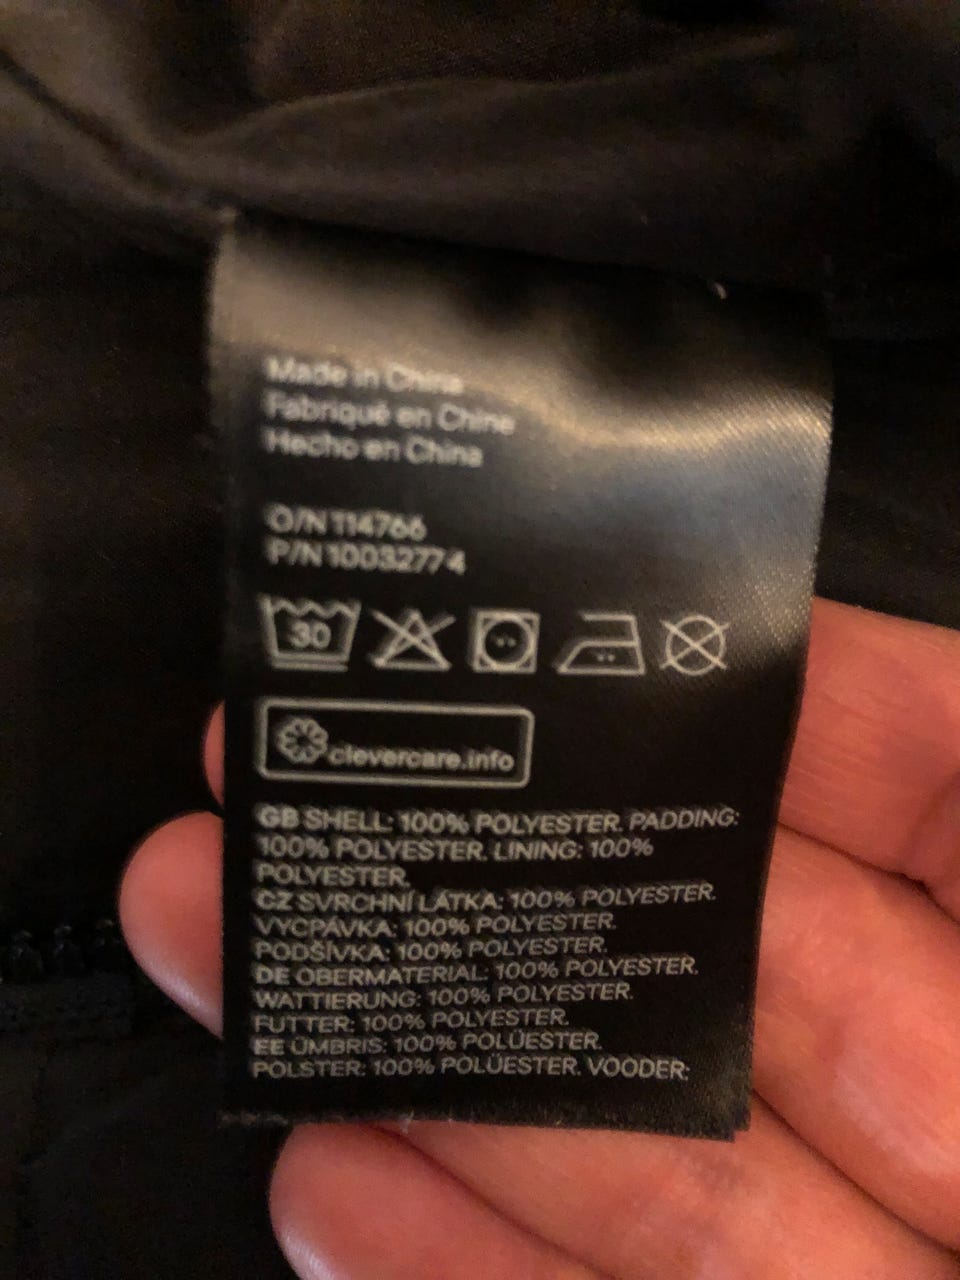 Made in China
Fabriqué en Chine
Hecho en China
O/N 114766
P/N 10032774
30
clevercare.info
GB SHELL: 100% POLYESTER. PADDING:
100% POLYESTER. LINING: 100%
POLYESTER.
CZ SVRCHNÍ LÁTKA: 100% POLYESTER.
VYCPÁVKA: 100% POLYESTER.
PODŠÍVKA: 100% POLYESTER.
DE OBERMATERIAL: 100% POLYESTER.
WATTIERUNG: 100% POLYESTER.
FUTTER: 100% POLYESTER.
EE ÜMBRIS: 100% POLÜESTER.
POLSTER: 100% POLÜESTER. VOODER: